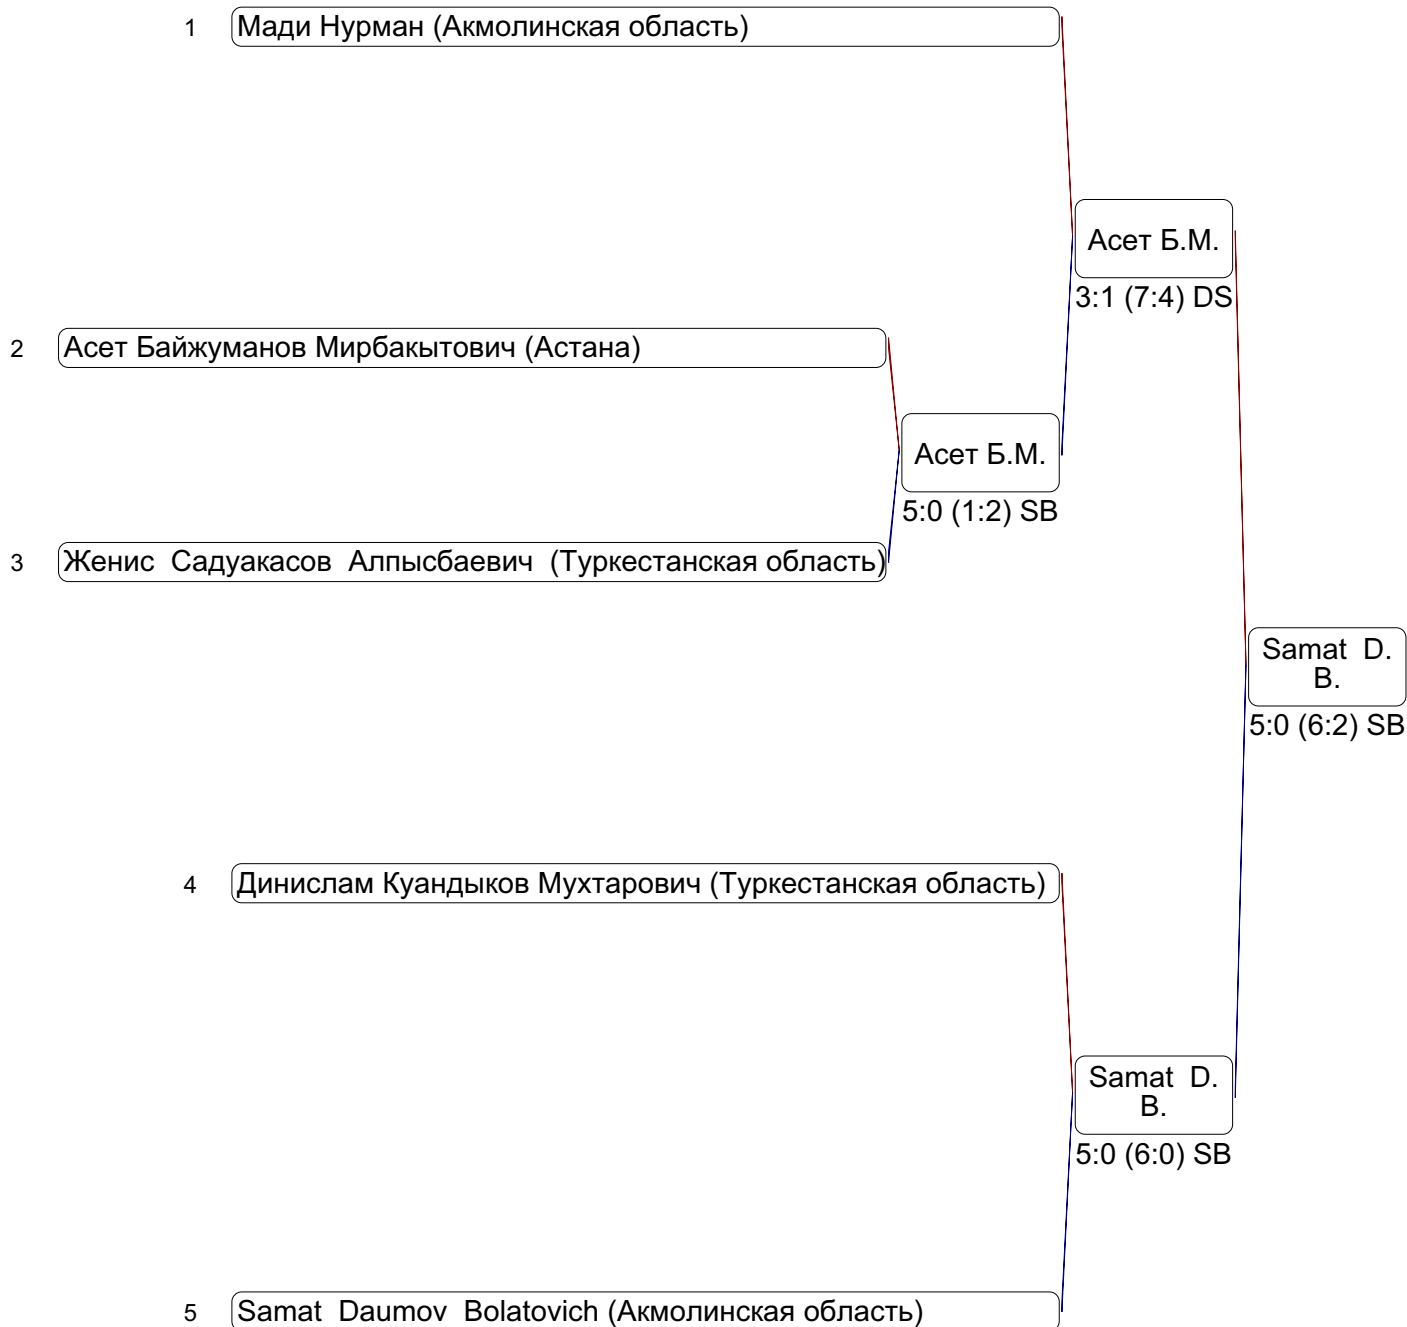 1 Мади Нурман (Акмолинская область)
Асет Б.М.
3:1 (7:4) DS
2 Асет Байжуманов Мирбакытович (Астана)
Асет Б.М.
5:0 (1:2) SB
3 Женис Садуакасов Алпысбаевич (Туркестанская область)
Samat D.
B.
5:0 (6:2) SB
4 Динислам Куандыков Мухтарович (Туркестанская область)
Samat D.
B.
5:0 (6:0) SB
5 Samat Daumov Bolatovich (Акмолинская область)